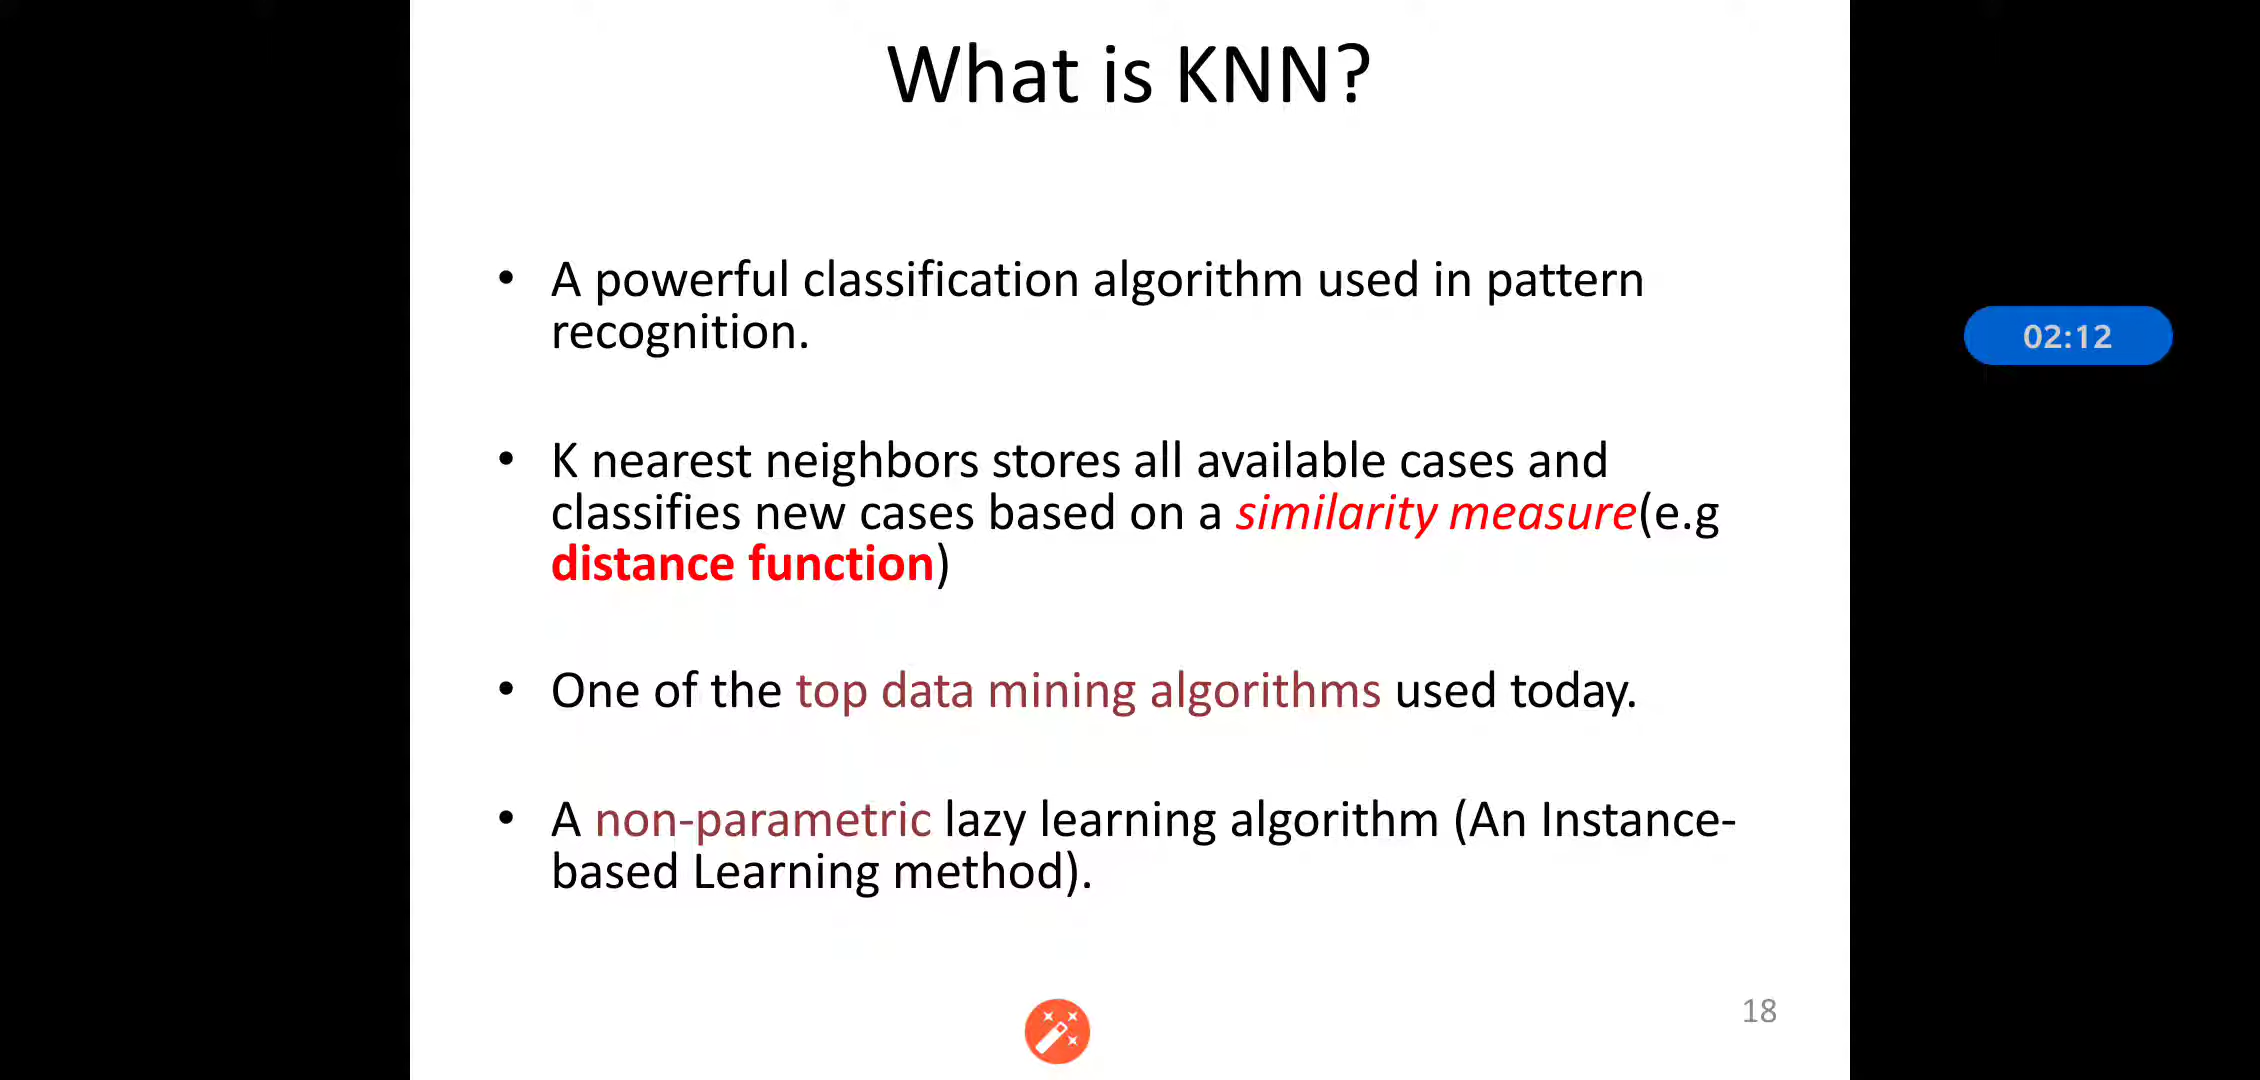 What is KNN?
• A powerful classification algorithm used in pattern
recognition.
• K nearest neighbors stores all available cases and
classifies new cases based on a similarity measure(e.g
distance function)
02:12
• One of the top data mining algorithms used today.
• A non-parametric lazy learning algorithm (An Instance-
based Learning method).
18